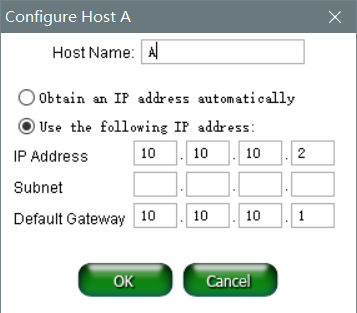 Configure Host A
Host Name: A
Obtain an IP address automatically
Use the following IP address:
IP Address 10 . 10 . 10 . 2
Subnet . . .
Default Gateway 10 . 10 . 10 . 1
OK Cancel